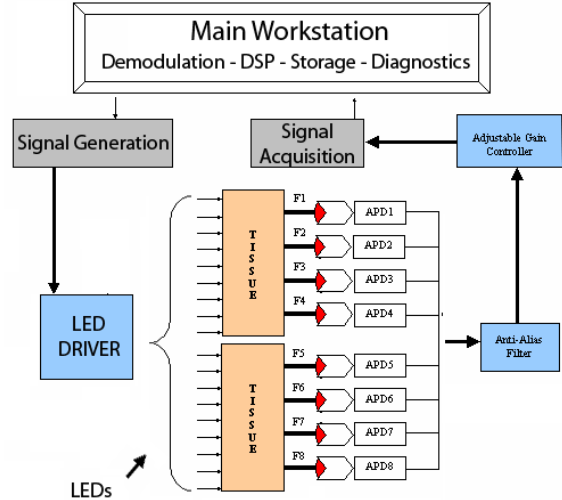 Main Workstation
Demodulation - DSP - Storage - Diagnostics
Signal Generation
Signal
Acquisition
Adjustable Gain
Controller
LED
DRIVER
TISSUE
F1
APD1
F2
APD2
F3
APD3
F4
APD4
TISSUE
F5
APD5
F6
APD6
F7
APD7
F8
APD8
Anti-Alias
Filter
LEDs